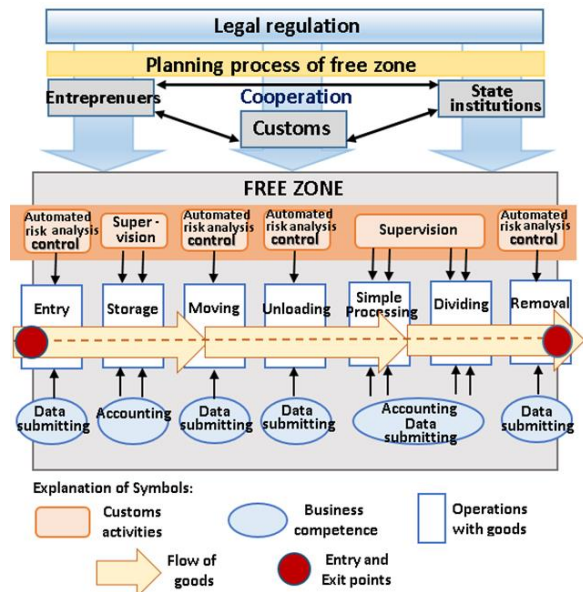 Legal regulation
Planning process of free zone
Entreprenuers
Cooperation
State
institutions
Customs
FREE ZONE
Automated
risk analysis
control
Super -
vision
Automated
risk analysis
control
Automated
risk analysis
control
Supervision
Automated
risk analysis
control
Entry
Storage
Moving
Unloading
Simple
Processing
Dividing
Removal
Data
submitting
Accounting
Data
submitting
Data
submitting
Accounting
Data
submitting
Data
submitting
Explanation of Symbols:
Customs
activities
Business
competence
Operations
with goods
Flow of
goods
Entry and
Exit points